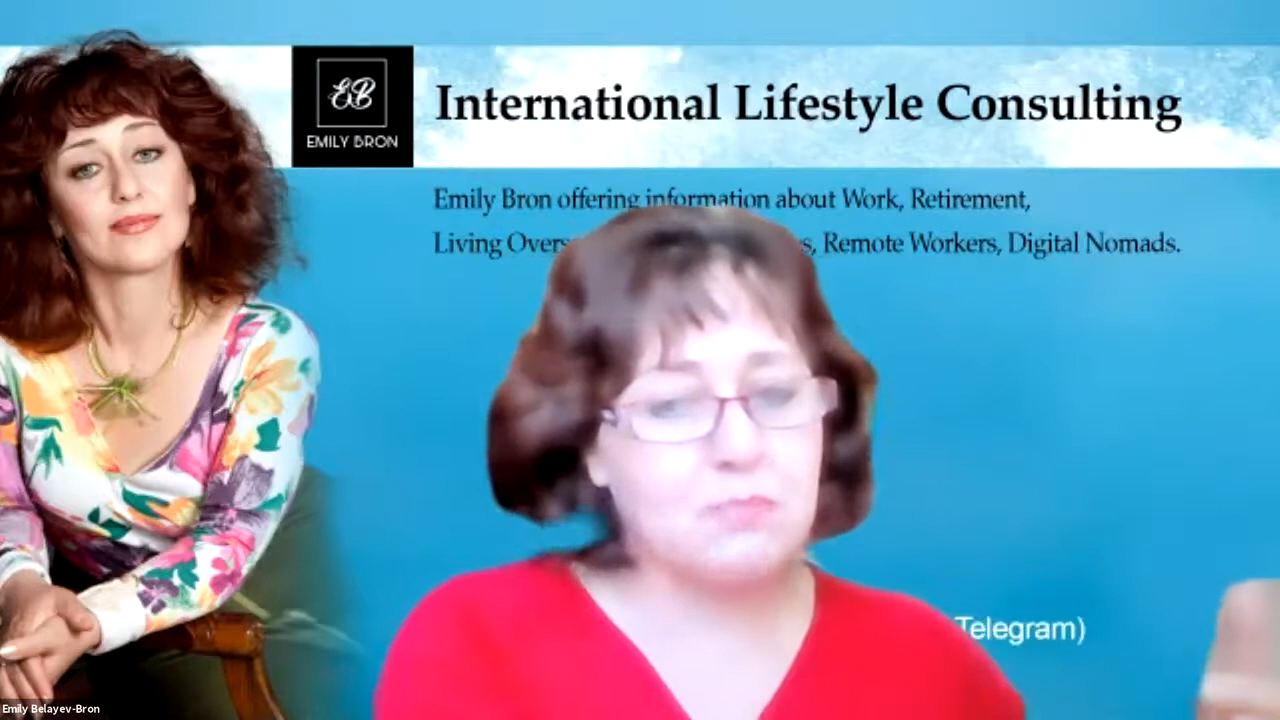 EB
EMILY BRON
International Lifestyle Consulting
Emily Bron offering information about Work, Retirement,
Living s, Remote Workers, Digital Nomads.
Telegram)
Emily Belayev-Bron